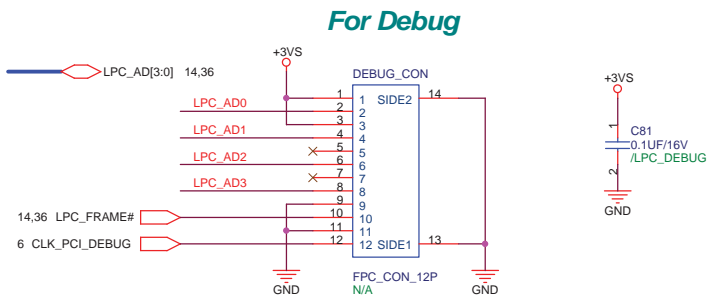 For Debug
LPC_AD[3:0] 14,36
+3VS
DEBUG_CON
1 1 SIDE2 14
LPC_AD0 2 2
3 3
LPC_AD1 4 4
5 5
LPC_AD2 6 6
7 7
LPC_AD3 8 8
9 9
14,36 LPC_FRAME# 10 10
11 11
6 CLK_PCI_DEBUG 12 12 SIDE1 13
FPC_CON_12P
N/A
GND
GND
+3VS
1
C81
0.1UF/16V
/LPC_DEBUG
2
GND